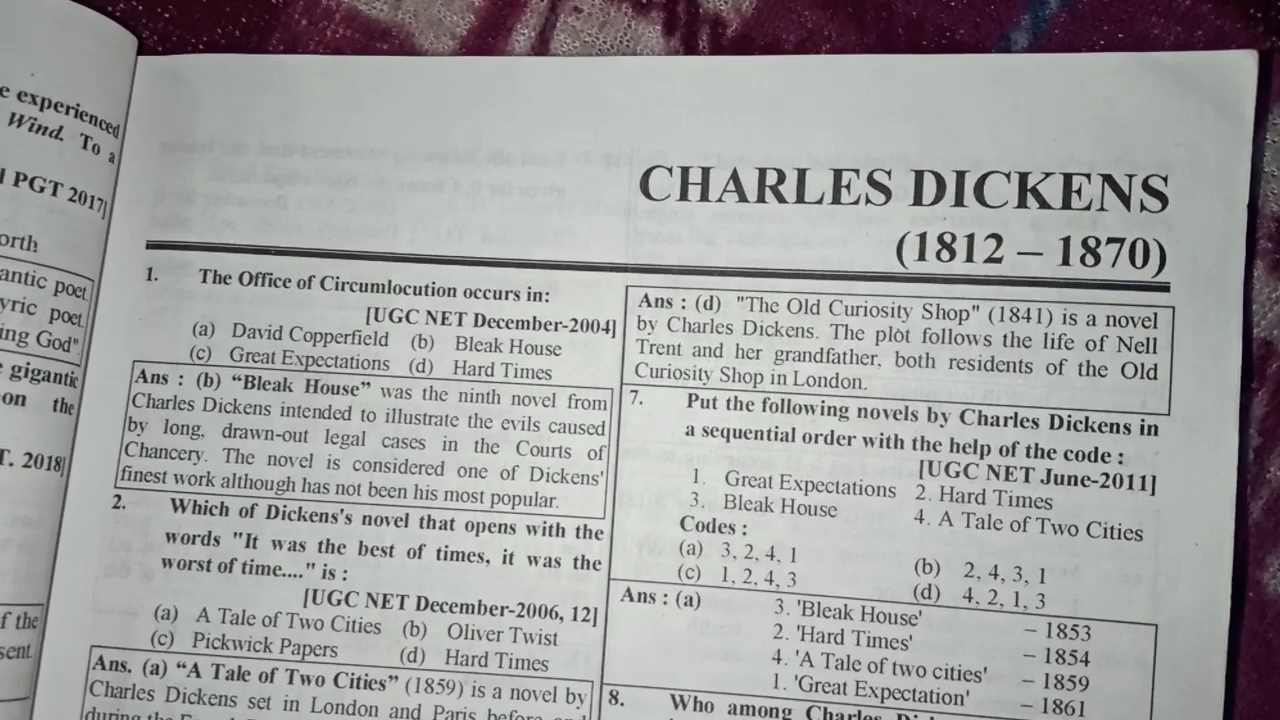 e experienced
Wind. To a
PGT 2017]
orth
antic poet
yric poet.
ing God".
gigantic
on the
T. 2018]
f the
sent
CHARLES DICKENS
(1812 – 1870)
1. The Office of Circumlocution occurs in:
[UGC NET December-2004]
(a) David Copperfield (b) Bleak House
(c) Great Expectations (d) Hard Times
Ans : (b) “Bleak House” was the ninth novel from
Charles Dickens intended to illustrate the evils caused
by long, drawn-out legal cases in the Courts of
Chancery. The novel is considered one of Dickens'
finest work although has not been his most popular.
2. Which of Dickens's novel that opens with the
words "It was the best of times, it was the
worst of time...." is :
[UGC NET December-2006, 12]
(a) A Tale of Two Cities (b) Oliver Twist
(c) Pickwick Papers (d) Hard Times
Ans. (a) “A Tale of Two Cities” (1859) is a novel by
Charles Dickens set in London and Paris before and
during the
Ans : (d) "The Old Curiosity Shop" (1841) is a novel
by Charles Dickens. The plot follows the life of Nell
Trent and her grandfather, both residents of the Old
Curiosity Shop in London.
7. Put the following novels by Charles Dickens in
a sequential order with the help of the code :
[UGC NET June-2011]
1. Great Expectations 2. Hard Times
3. Bleak House 4. A Tale of Two Cities
Codes :
(a) 3, 2, 4, 1 (b) 2, 4, 3, 1
(c) 1, 2, 4, 3 (d) 4, 2, 1, 3
Ans : (a) 3. 'Bleak House' – 1853
2. 'Hard Times' – 1854
4. 'A Tale of two cities' – 1859
1. 'Great Expectation' – 1861
8. Who among Charles